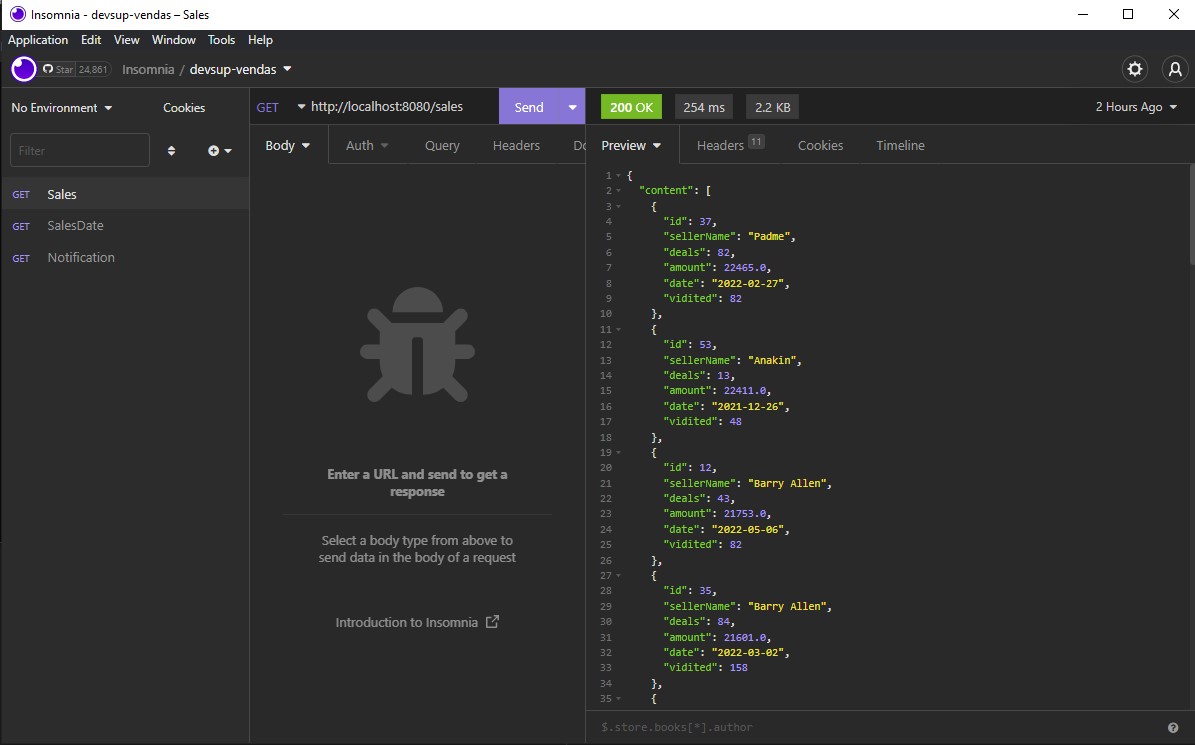 Insomnia - devsup-vendas – Sales
Application Edit View Window Tools Help
Star 24,861 Insomnia / devsup-vendas
No Environment Cookies
Filter
GET Sales
GET SalesDate
GET Notification
GET http://localhost:8080/sales Send
Body Auth Query Headers Do
Enter a URL and send to get a
response
Select a body type from above to
send data in the body of a request
Introduction to Insomnia
200 OK 254 ms 2.2 KB 2 Hours Ago
Preview Headers 11 Cookies Timeline
1 {
2 "content": [
3 {
4 "id": 37,
5 "sellerName": "Padme",
6 "deals": 82,
7 "amount": 22465.0,
8 "date": "2022-02-27",
9 "vidited": 82
10 },
11 {
12 "id": 53,
13 "sellerName": "Anakin",
14 "deals": 13,
15 "amount": 22411.0,
16 "date": "2021-12-26",
17 "vidited": 48
18 },
19 {
20 "id": 12,
21 "sellerName": "Barry Allen",
22 "deals": 43,
23 "amount": 21753.0,
24 "date": "2022-05-06",
25 "vidited": 82
26 },
27 {
28 "id": 35,
29 "sellerName": "Barry Allen",
30 "deals": 84,
31 "amount": 21601.0,
32 "date": "2022-03-02",
33 "vidited": 158
34 },
35 {
$.store.books[*].author